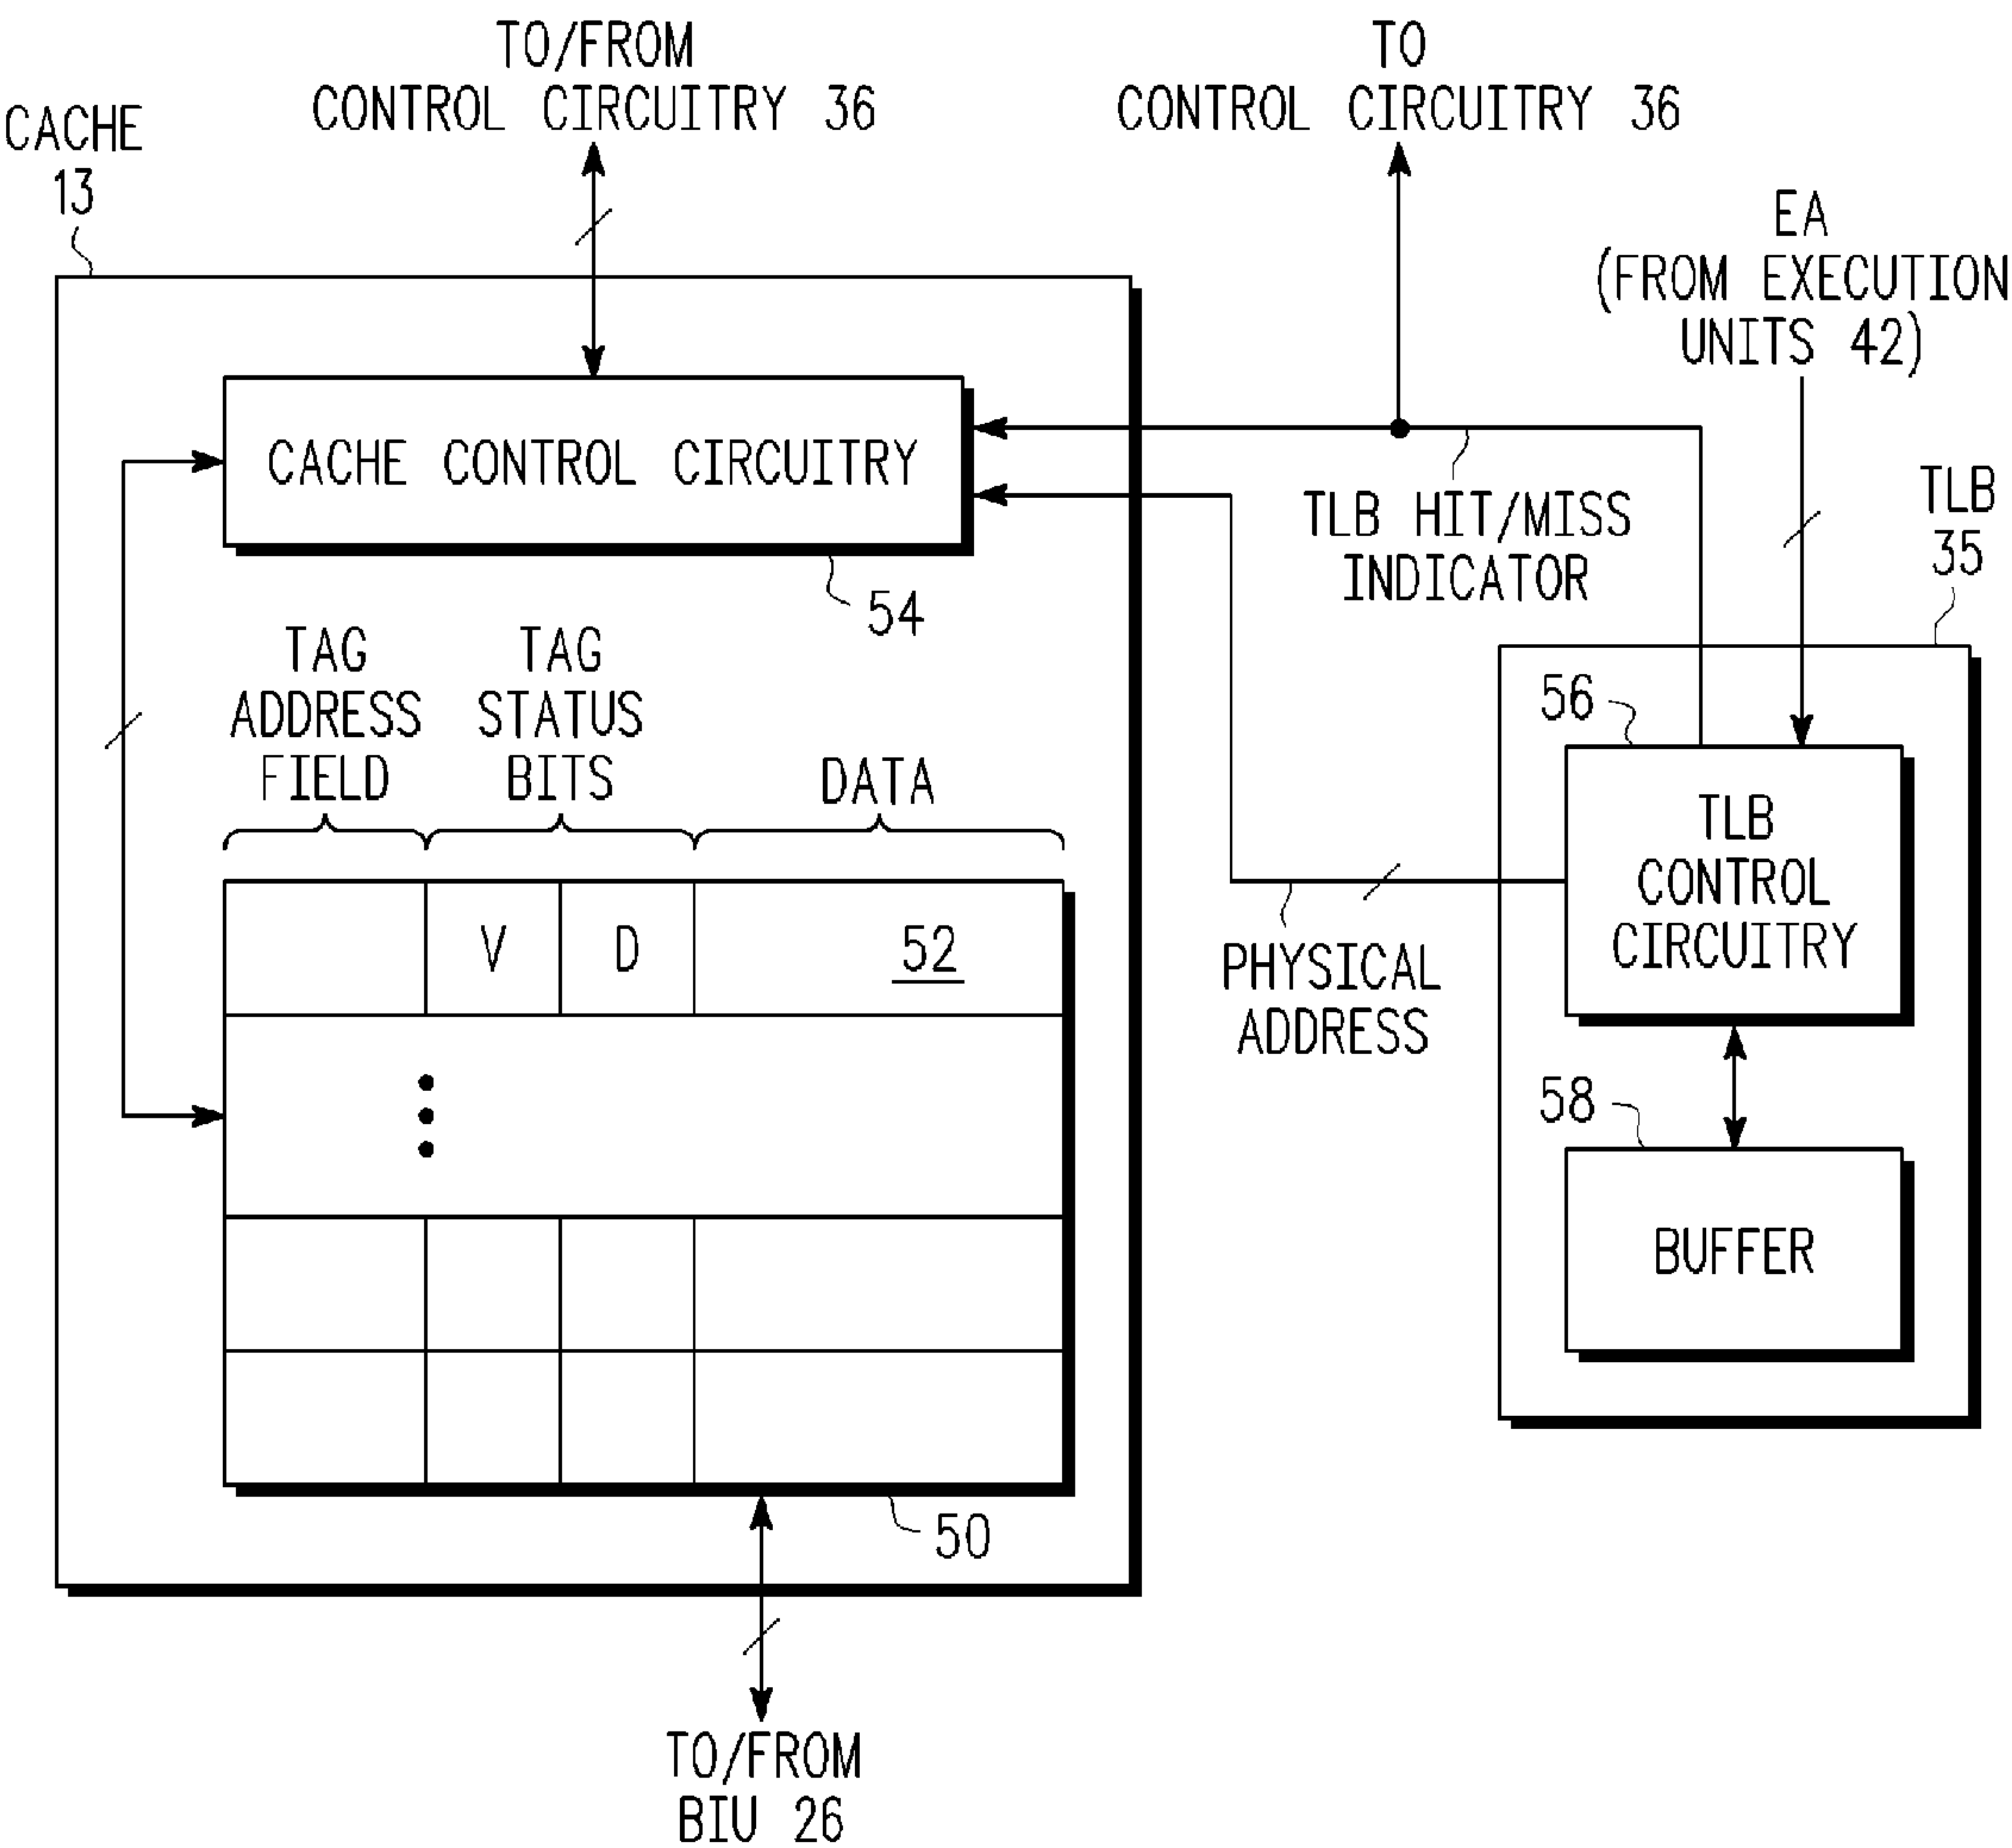 TO/FROM
CONTROL CIRCUITRY 36
TO
CONTROL CIRCUITRY 36
CACHE
13
EA
(FROM EXECUTION
UNITS 42)
CACHE CONTROL CIRCUITRY
TLB HIT/MISS
INDICATOR
TLB
35
54
TAG
ADDRESS
FIELD
TAG
STATUS
BITS
DATA
56
TLB
CONTROL
CIRCUITRY
V
D
52
PHYSICAL
ADDRESS
58
BUFFER
50
TO/FROM
BIU 26